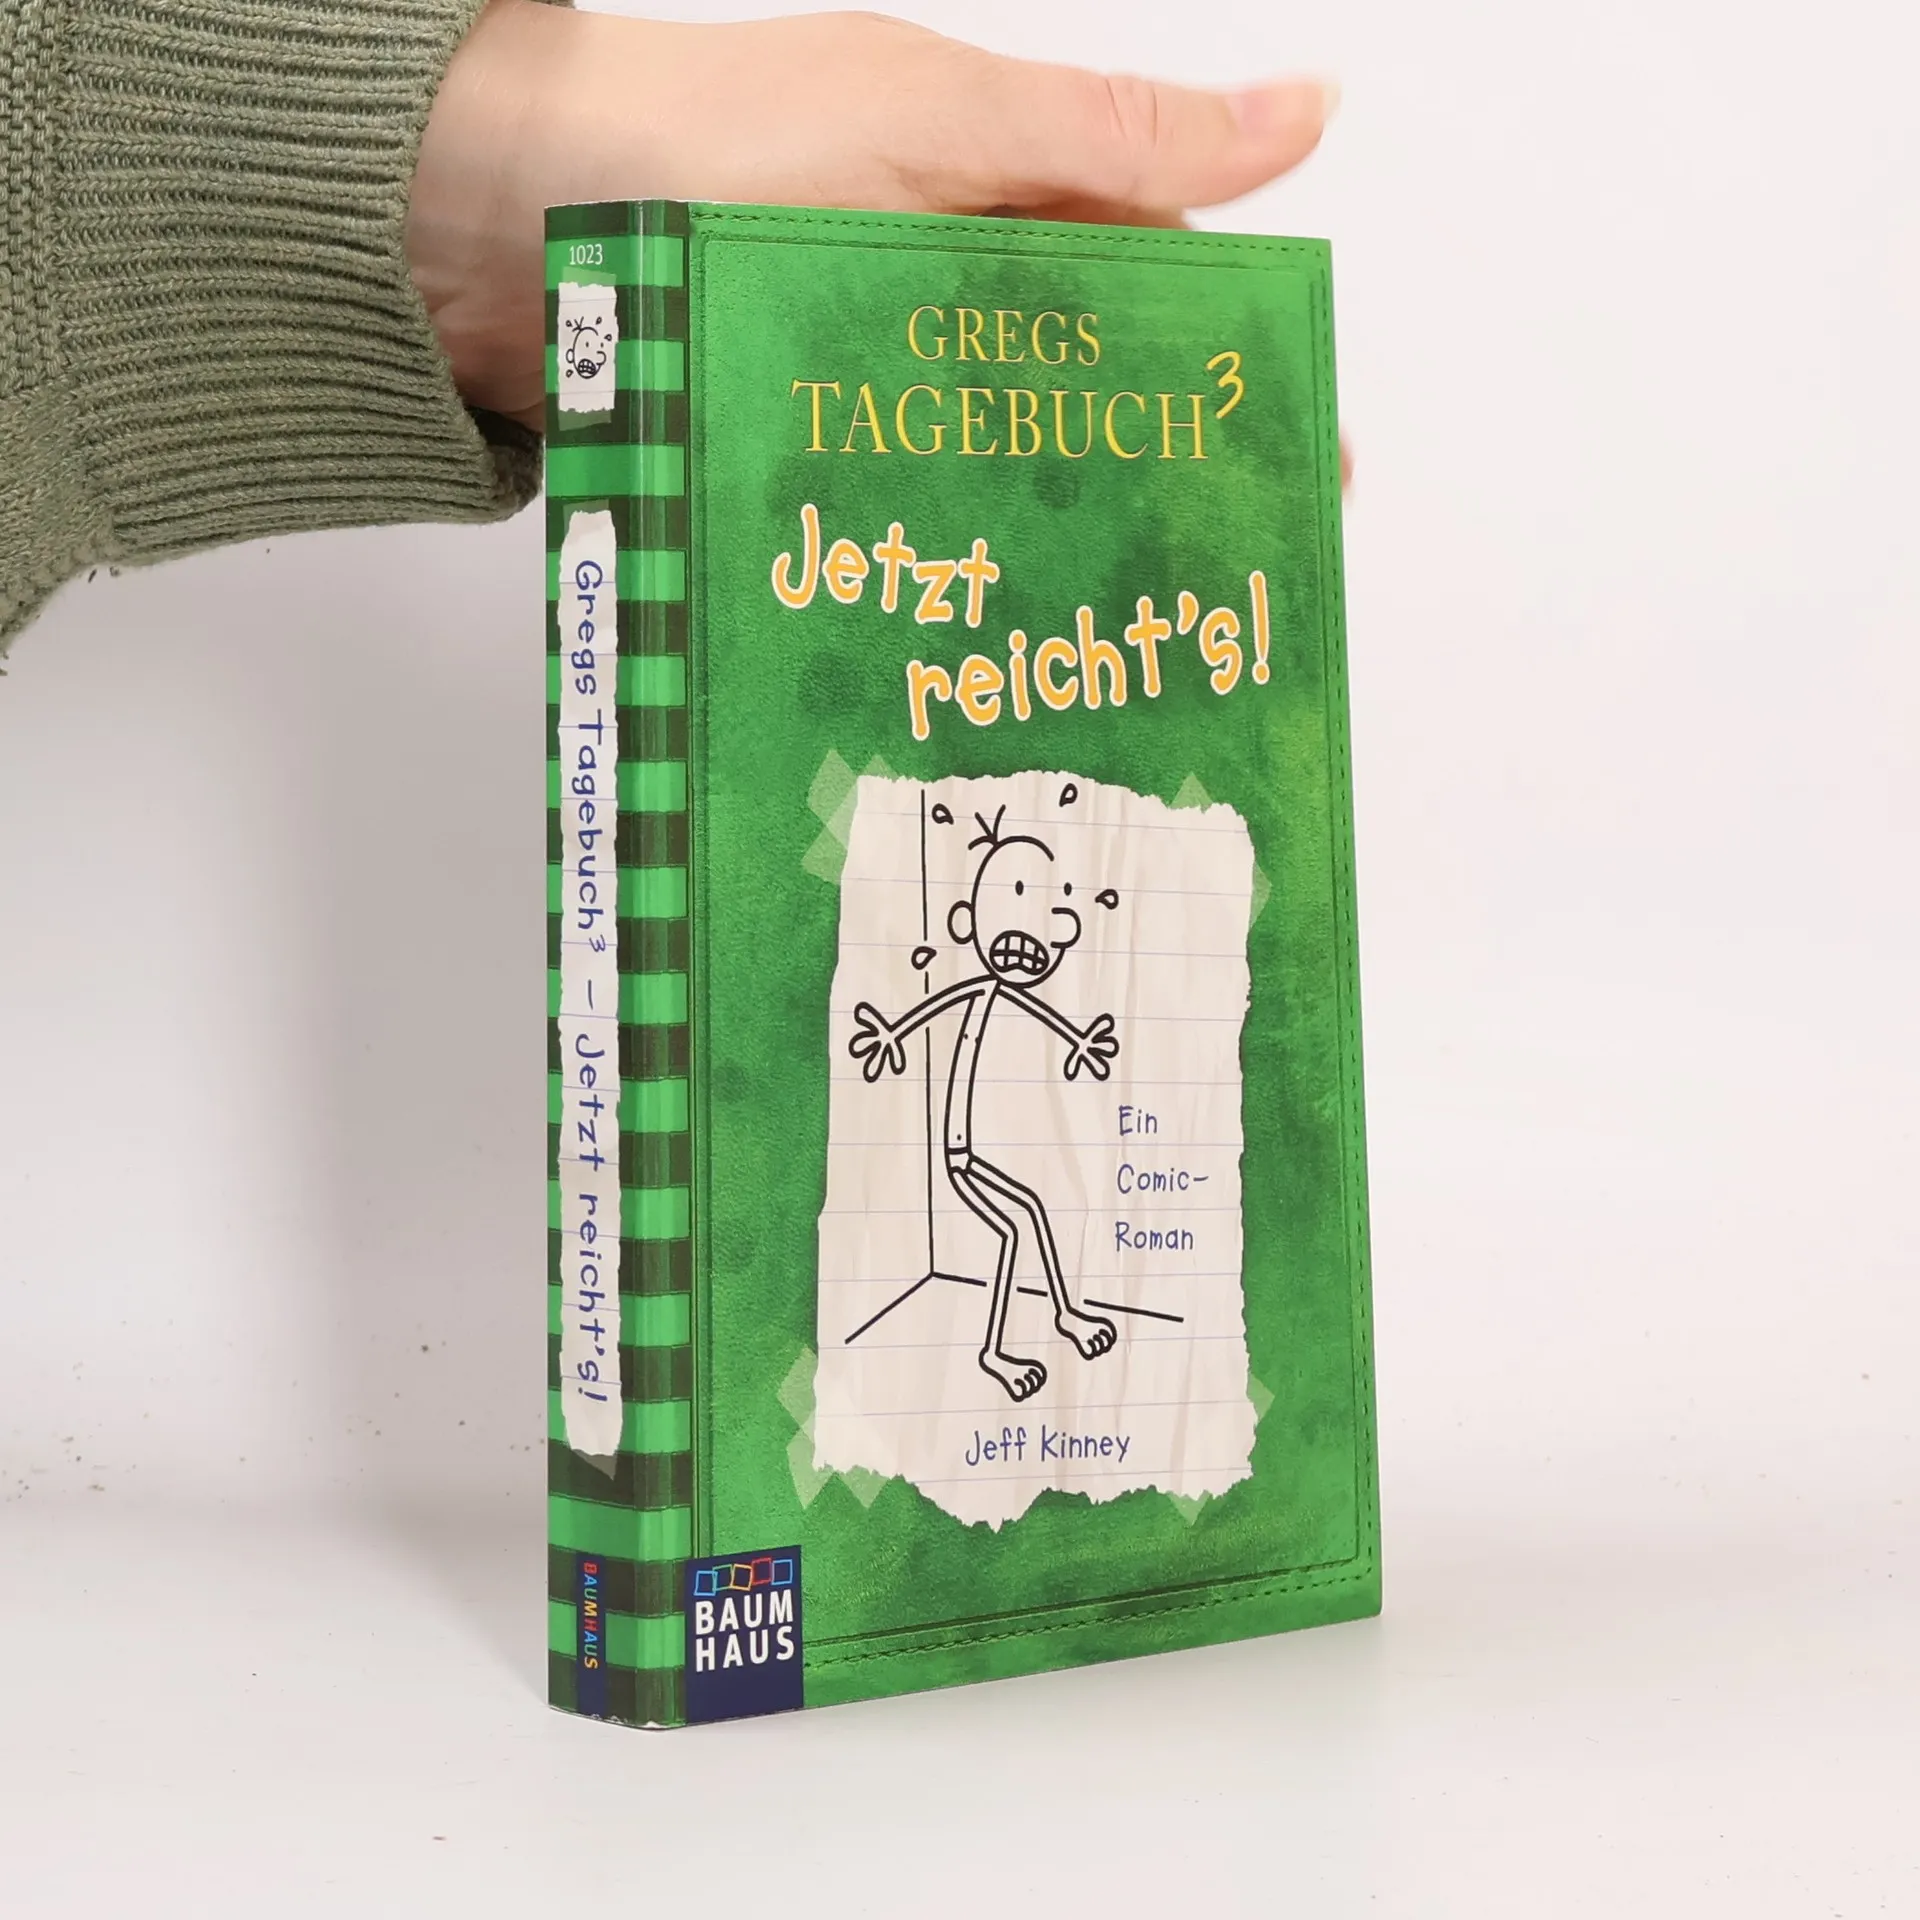 1023
Gregs Tagebuch³ – Jetzt reicht's!
BAUMHAUS
GREGS
TAGEBUCH³
Jetzt
reicht's!
Ein
Comic-
Roman
Jeff Kinney
BAUM
HAUS